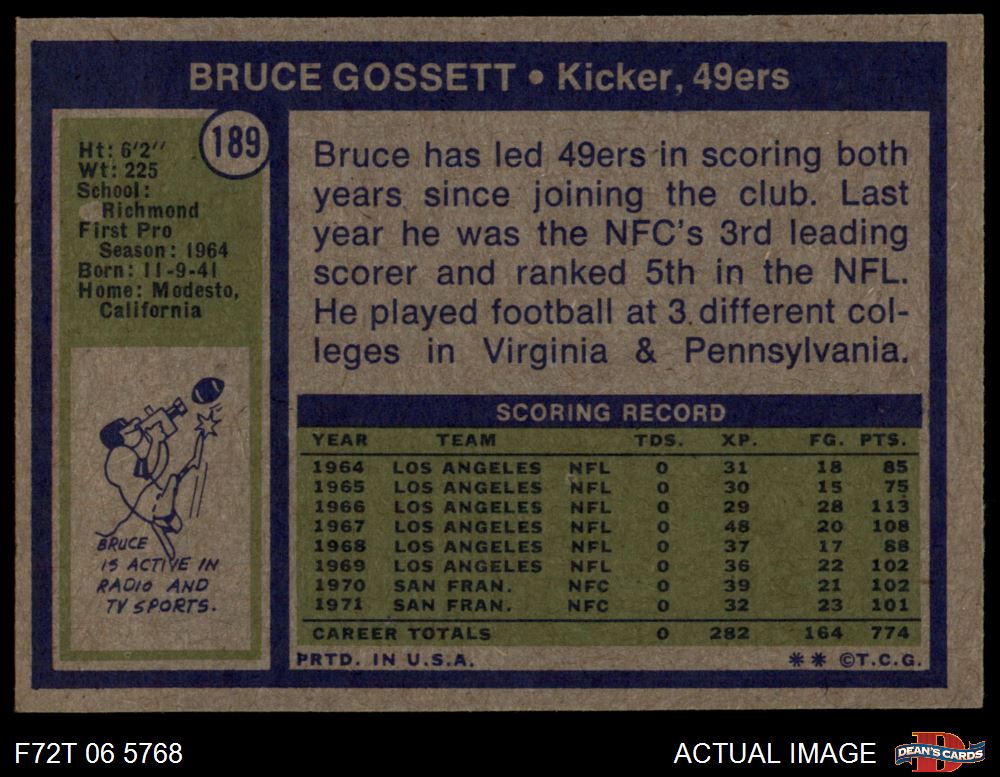 BRUCE GOSSETT • Kicker, 49ers
189
Ht: 6'2"
Wt: 225
School:
Richmond
First Pro
Season: 1964
Born: 11-9-41
Home: Modesto,
California
Bruce has led 49ers in scoring both
years since joining the club. Last
year he was the NFC's 3rd leading
scorer and ranked 5th in the NFL.
He played football at 3 different col-
leges in Virginia & Pennsylvania.
BRUCE
IS ACTIVE IN
RADIO AND
TV SPORTS.
SCORING RECORD
YEAR TEAM TDS. XP. FG. PTS.
1964 LOS ANGELES NFL 0 31 18 85
1965 LOS ANGELES NFL 0 30 15 75
1966 LOS ANGELES NFL 0 29 28 113
1967 LOS ANGELES NFL 0 48 20 108
1968 LOS ANGELES NFL 0 37 17 88
1969 LOS ANGELES NFL 0 36 22 102
1970 SAN FRAN. NFC 0 39 21 102
1971 SAN FRAN. NFC 0 32 23 101
CAREER TOTALS 0 282 164 774
PRTD. IN U.S.A. ** ©T.C.G.
F72T 06 5768 ACTUAL IMAGE D DEAN'S CARDS